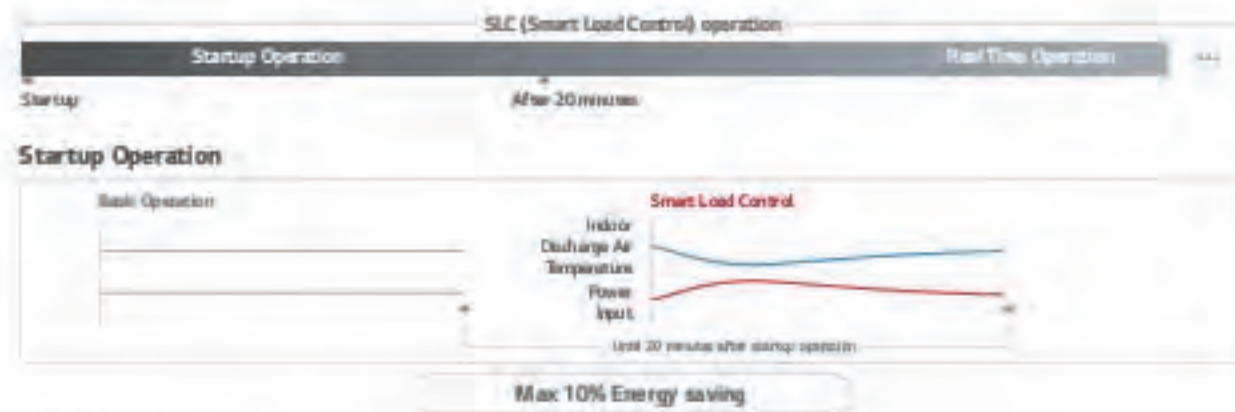 SLC (Smart Load Control) operation
Startup Operation
Real Time Operation
...
Startup
After 20 minutes
Startup Operation
Basic Operation
Smart Load Control
Indoor
Discharge Air
Temperature
Power
Input
Until 20 minutes after startup operation
Max 10% Energy saving